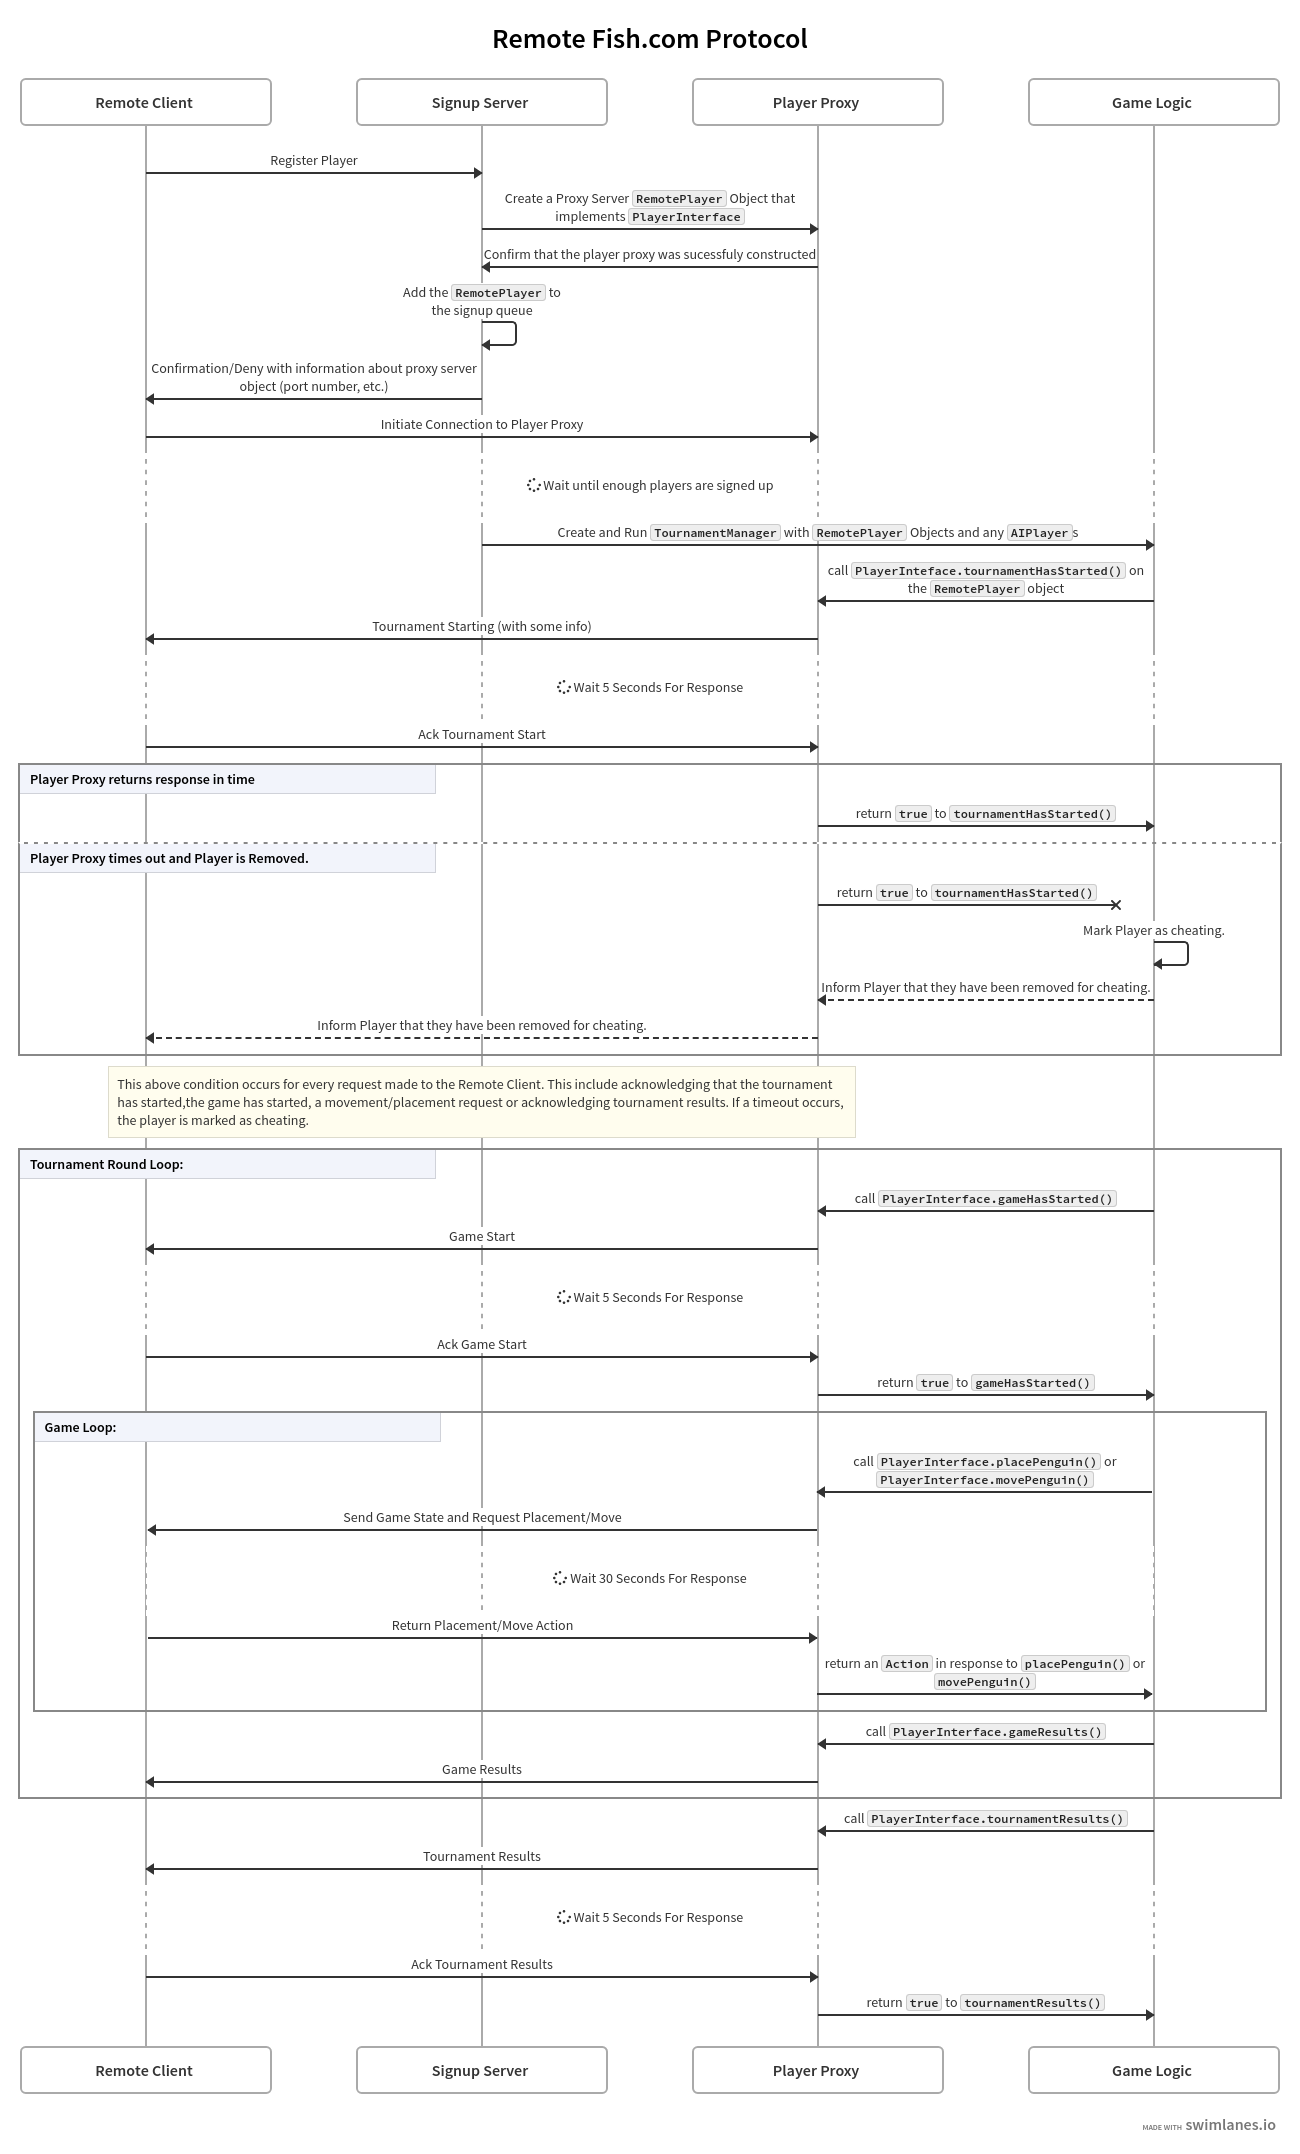 Remote Fish.com Protocol
Remote Client
Signup Server
Player Proxy
Game Logic
Register Player
Create a Proxy Server RemotePlayer Object that
implements PlayerInterface
Confirm that the player proxy was sucessfuly constructed
Add the RemotePlayer to
the signup queue
Confirmation/Deny with information about proxy server
object (port number, etc.)
Initiate Connection to Player Proxy
Wait until enough players are signed up
Create and Run TournamentManager with RemotePlayer Objects and any AIPlayers
call PlayerInteface.tournamentHasStarted() on
the RemotePlayer object
Tournament Starting (with some info)
Wait 5 Seconds For Response
Ack Tournament Start
Player Proxy returns response in time
return true to tournamentHasStarted()
Player Proxy times out and Player is Removed.
return true to tournamentHasStarted()
Mark Player as cheating.
Inform Player that they have been removed for cheating.
Inform Player that they have been removed for cheating.
This above condition occurs for every request made to the Remote Client. This include acknowledging that the tournament
has started,the game has started, a movement/placement request or acknowledging tournament results. If a timeout occurs,
the player is marked as cheating.
Tournament Round Loop:
call PlayerInterface.gameHasStarted()
Game Start
Wait 5 Seconds For Response
Ack Game Start
return true to gameHasStarted()
Game Loop:
call PlayerInterface.placePenguin() or
PlayerInterface.movePenguin()
Send Game State and Request Placement/Move
Wait 30 Seconds For Response
Return Placement/Move Action
return an Action in response to placePenguin() or
movePenguin()
call PlayerInterface.gameResults()
Game Results
call PlayerInterface.tournamentResults()
Tournament Results
Wait 5 Seconds For Response
Ack Tournament Results
return true to tournamentResults()
Remote Client
Signup Server
Player Proxy
Game Logic
MADE WITH swimlanes.io